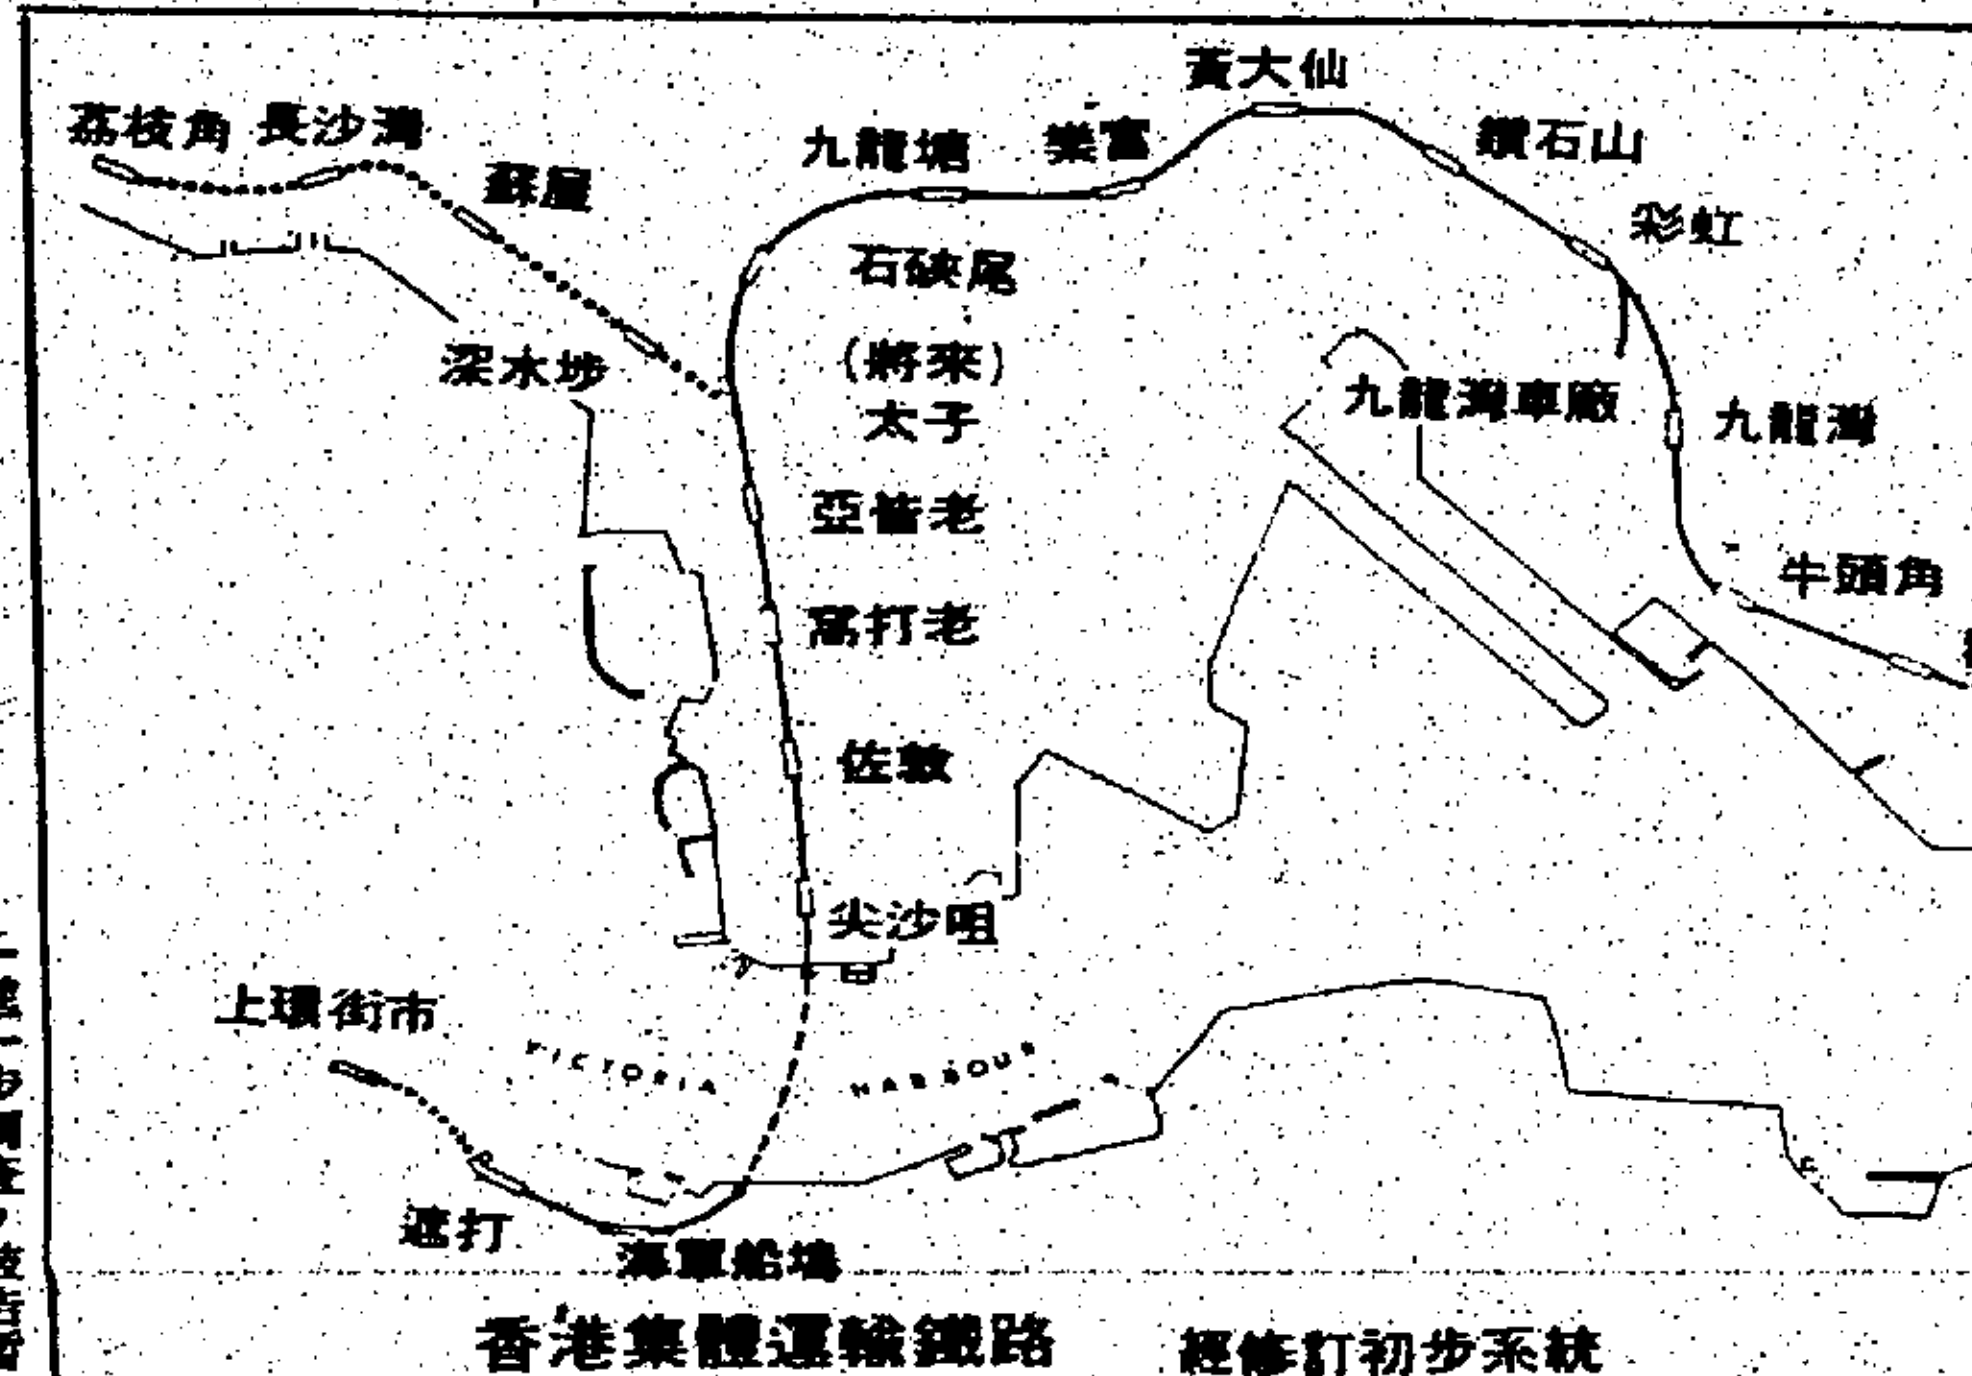 黃大仙
荔枝角 長沙灣
九龍塘 樂富
鑽石山
蘇屋
彩虹
石硤尾
(將來)
太子
深水埗
九龍灣車廠
九龍灣
亞皆老
牛頭角
窩打老
佐敦
尖沙咀
上環街市
VICTORIA HARBOUR
遮打
海軍船塢
香港集體運輸鐵路 經修訂初步系統